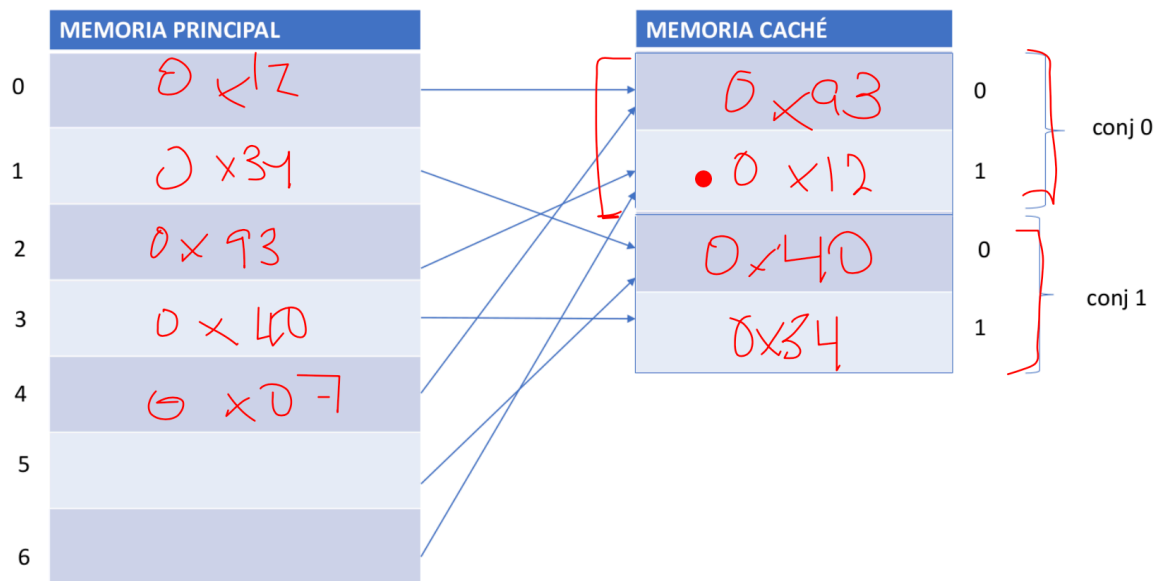 MEMORIA PRINCIPAL
0 0x12
1 0x34
2 0x93
3 0x40
4 0x07
5
6
MEMORIA CACHÉ
0x93 0
0x12 1
conj 0
0x40 0
0x34 1
conj 1